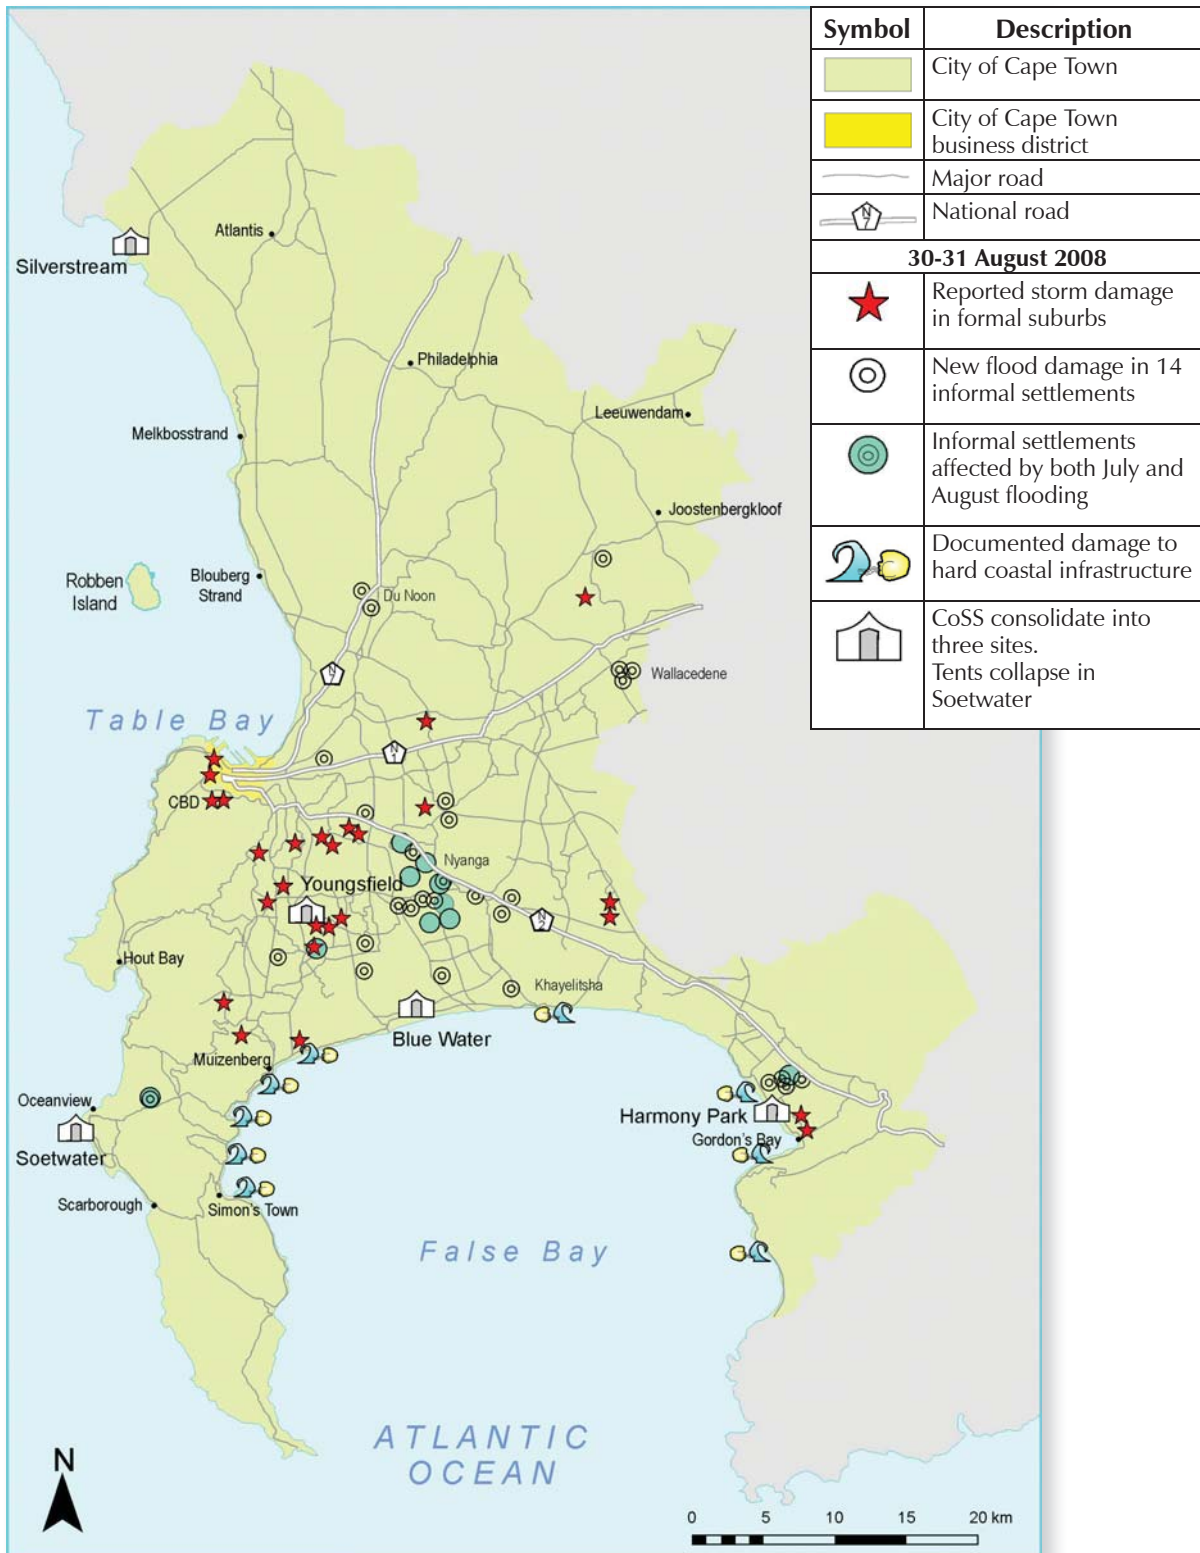 Symbol Description
City of Cape Town
City of Cape Town
business district
Major road
N
7
National road
30-31 August 2008
Reported storm damage
in formal suburbs
New flood damage in 14
informal settlements
Informal settlements
affected by both July and
August flooding
Documented damage to
hard coastal infrastructure
CoSS consolidate into
three sites.
Tents collapse in
Soetwater
Atlantis
Silverstream
Philadelphia
Leeuwendam
Melkbosstrand
Joostenbergkloof
Robben
Island
Blouberg
Strand
Du Noon
N
7
Wallacedene
Table Bay
N
1
CBD
Nyanga
Youngsfield
N
2
Hout Bay
Khayelitsha
Blue Water
Muizenberg
Oceanview
Soetwater
Harmony Park
Gordon's Bay
Scarborough
Simon's Town
False Bay
ATLANTIC
OCEAN
N
0 5 10 15 20 km